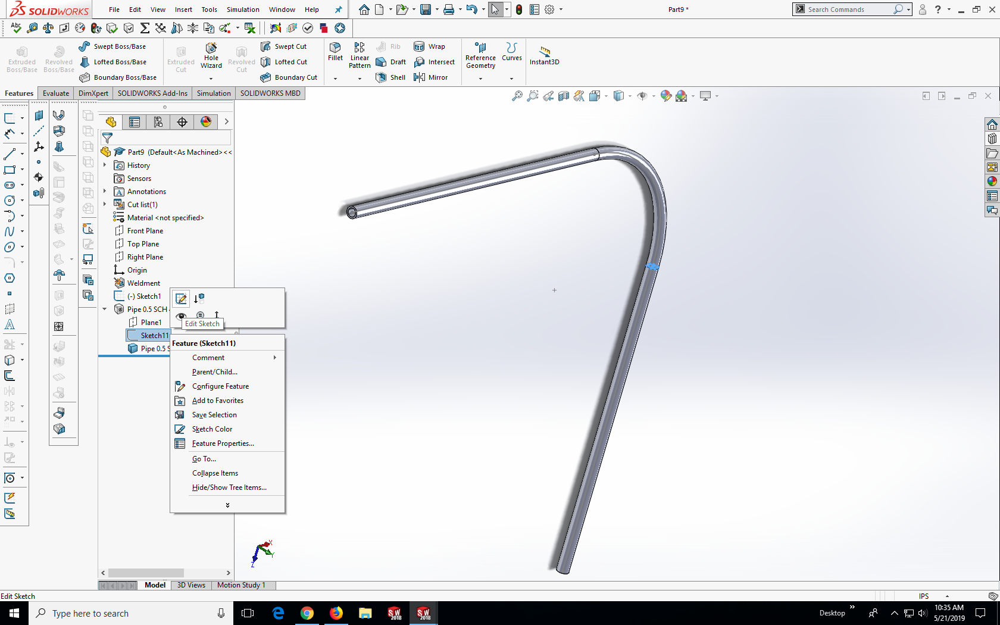 SOLIDWORKS
File Edit View Insert Tools Simulation Window Help
Part9 *
Search Commands
Extruded Boss/Base
Revolved Boss/Base
Swept Boss/Base
Lofted Boss/Base
Boundary Boss/Base
Extruded Cut
Hole Wizard
Revolved Cut
Swept Cut
Lofted Cut
Boundary Cut
Fillet
Linear Pattern
Rib
Draft
Shell
Wrap
Intersect
Mirror
Reference Geometry
Curves
Instant3D
Features Evaluate DimXpert SOLIDWORKS Add-Ins Simulation SOLIDWORKS MBD
Part9 (Default<As Machined><<
History
Sensors
Annotations
Cut list(1)
Material <not specified>
Front Plane
Top Plane
Right Plane
Origin
Weldment
(-) Sketch1
Pipe 0.5 SCH
Plane1
Sketch11
Pipe 0.5 S
Edit Sketch
Feature (Sketch11)
Comment
Parent/Child...
Configure Feature
Add to Favorites
Save Selection
Sketch Color
Feature Properties...
Go To...
Collapse Items
Hide/Show Tree Items...
X
Y
Z
Model 3D Views Motion Study 1
Edit Sketch
IPS
Type here to search
SW 2018
SW 2018
Desktop
10:35 AM
5/21/2019